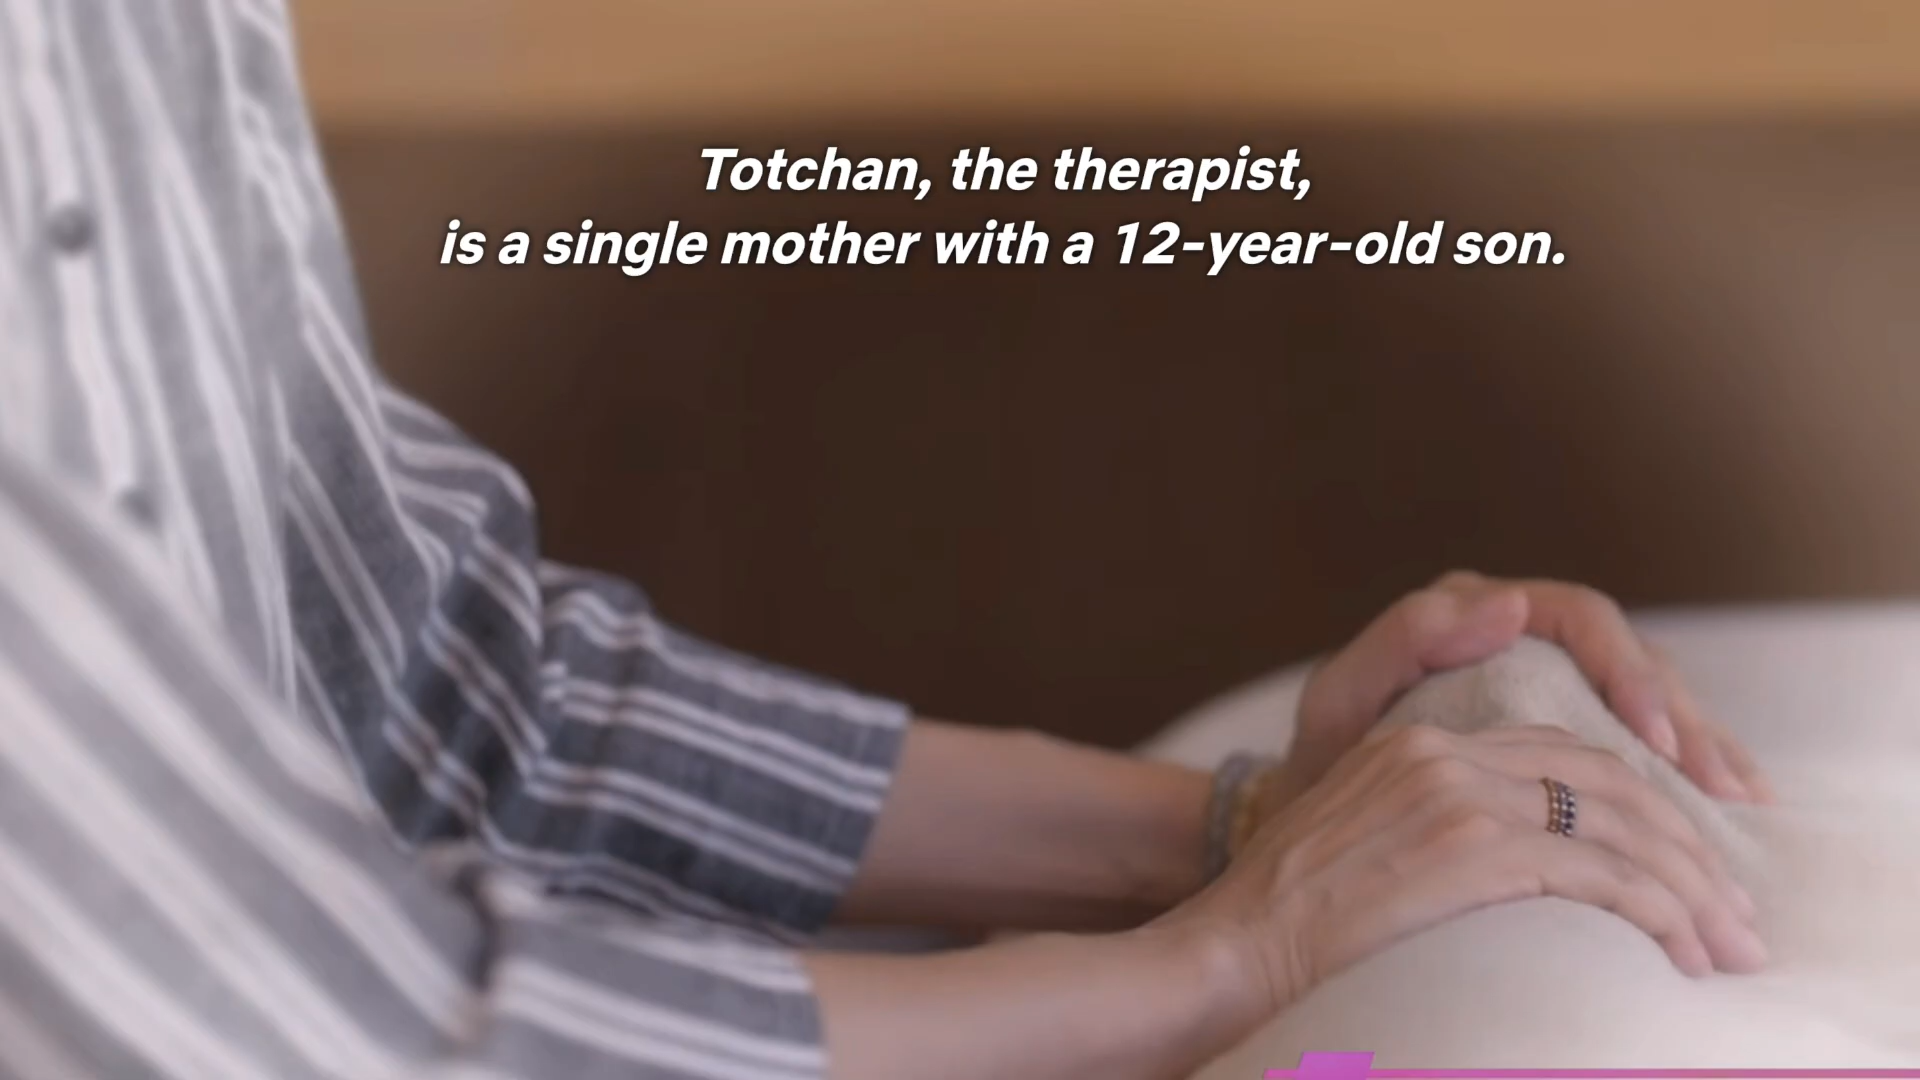 Totchan, the therapist,
is a single mother with a 12-year-old son.